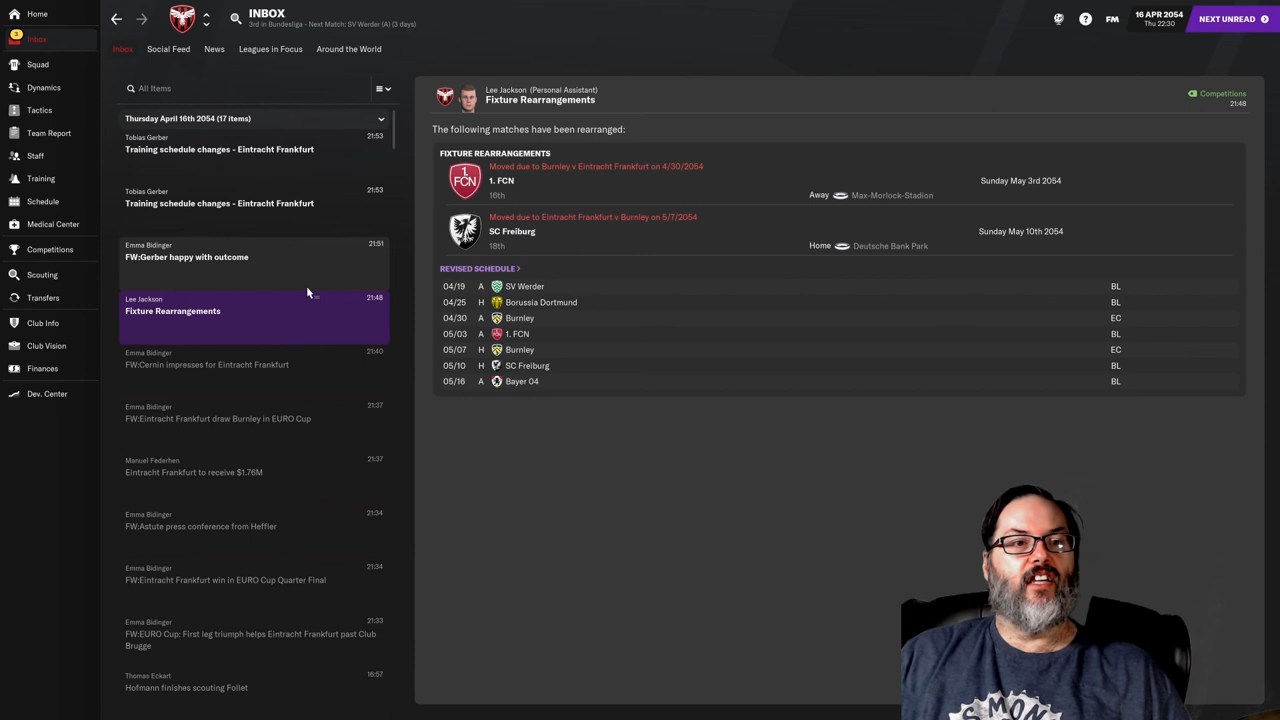 Home
3
Inbox
Squad
Dynamics
Tactics
Team Report
Staff
Training
Schedule
Medical Center
Competitions
Scouting
Transfers
Club Info
Club Vision
Finances
Dev. Center
INBOX
3rd in Bundesliga - Next Match: SV Werder (A) (3 days)
FM
16 APR 2054
Thu 22:30
NEXT UNREAD
Inbox
Social Feed
News
Leagues in Focus
Around the World
All Items
Thursday April 16th 2054 (17 items)
Tobias Gerber
21:53
Training schedule changes - Eintracht Frankfurt
Tobias Gerber
21:53
Training schedule changes - Eintracht Frankfurt
Emma Bidinger
21:51
FW:Gerber happy with outcome
Lee Jackson
21:48
Fixture Rearrangements
Emma Bidinger
21:40
FW:Cernin impresses for Eintracht Frankfurt
Emma Bidinger
21:37
FW:Eintracht Frankfurt draw Burnley in EURO Cup
Manuel Federhen
21:37
Eintracht Frankfurt to receive $1.76M
Emma Bidinger
21:34
FW:Astute press conference from Heffler
Emma Bidinger
21:34
FW:Eintracht Frankfurt win in EURO Cup Quarter Final
Emma Bidinger
21:33
FW:EURO Cup: First leg triumph helps Eintracht Frankfurt past Club
Brugge
Thomas Eckart
16:57
Hofmann finishes scouting Follet
Lee Jackson (Personal Assistant)
Fixture Rearrangements
Competitions
21:48
The following matches have been rearranged:
FIXTURE REARRANGEMENTS
Moved due to Burnley v Eintracht Frankfurt on 4/30/2054
1. FCN
Sunday May 3rd 2054
16th
Away Max-Morlock-Stadion
1. FCN
Moved due to Eintracht Frankfurt v Burnley on 5/7/2054
SC Freiburg
Sunday May 10th 2054
18th
Home Deutsche Bank Park
REVISED SCHEDULE >
04/19 A SV Werder BL
04/25 H Borussia Dortmund BL
04/30 A Burnley EC
05/03 A 1. FCN BL
05/07 H Burnley EC
05/10 H SC Freiburg BL
05/16 A Bayer 04 BL